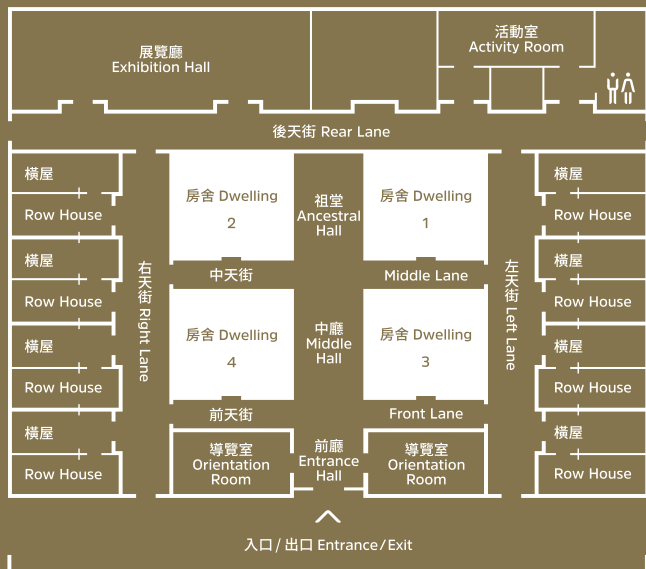 展覽廳
Exhibition Hall
活動室
Activity Room
後天街 Rear Lane
橫屋
Row House
橫屋
Row House
橫屋
Row House
橫屋
Row House
右天街 Right Lane
房舍 Dwelling
2
祖堂
Ancestral
Hall
房舍 Dwelling
1
中天街
Middle Lane
房舍 Dwelling
4
中廳
Middle
Hall
房舍 Dwelling
3
前天街
Front Lane
導覽室
Orientation
Room
前廳
Entrance
Hall
導覽室
Orientation
Room
左天街 Left Lane
橫屋
Row House
橫屋
Row House
橫屋
Row House
橫屋
Row House
入口 / 出口 Entrance/Exit